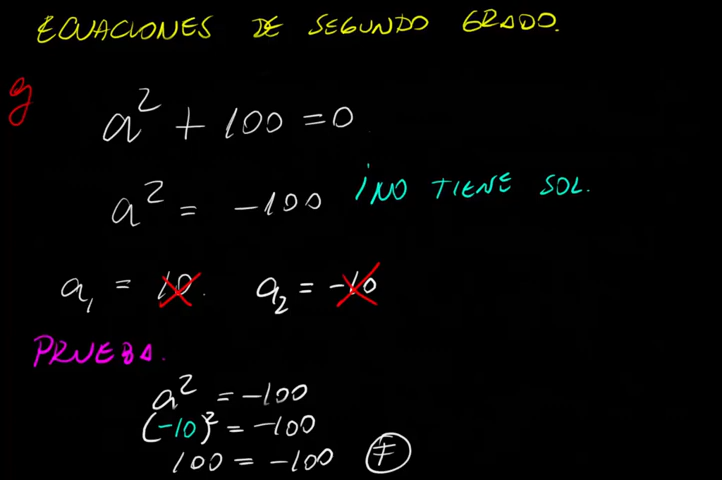 ECUACIONES DE SEGUNDO GRADO.
g
a² + 100 = 0
a² = -100 ¡NO TIENE SOL.
a₁ = 10. a₂ = -10
PRUEBA.
a² = -100
(-10)² = -100
100 = -100 F